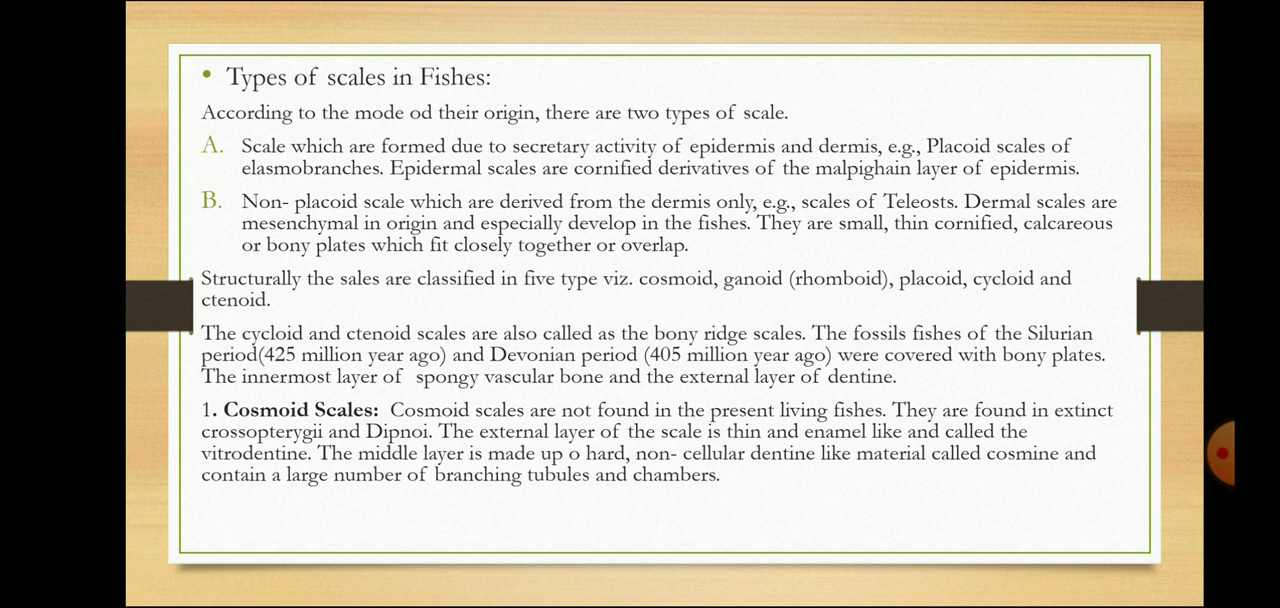 • Types of scales in Fishes:
According to the mode od their origin, there are two types of scale.
A. Scale which are formed due to secretary activity of epidermis and dermis, e.g., Placoid scales of
elasmobranches. Epidermal scales are cornified derivatives of the malpighain layer of epidermis.
B. Non- placoid scale which are derived from the dermis only, e.g., scales of Teleosts. Dermal scales are
mesenchymal in origin and especially develop in the fishes. They are small, thin cornified, calcareous
or bony plates which fit closely together or overlap.
Structurally the sales are classified in five type viz. cosmoid, ganoid (rhomboid), placoid, cycloid and
ctenoid.
The cycloid and ctenoid scales are also called as the bony ridge scales. The fossils fishes of the Silurian
period(425 million year ago) and Devonian period (405 million year ago) were covered with bony plates.
The innermost layer of spongy vascular bone and the external layer of dentine.
1. Cosmoid Scales: Cosmoid scales are not found in the present living fishes. They are found in extinct
crossopterygii and Dipnoi. The external layer of the scale is thin and enamel like and called the
vitrodentine. The middle layer is made up o hard, non- cellular dentine like material called cosmine and
contain a large number of branching tubules and chambers.